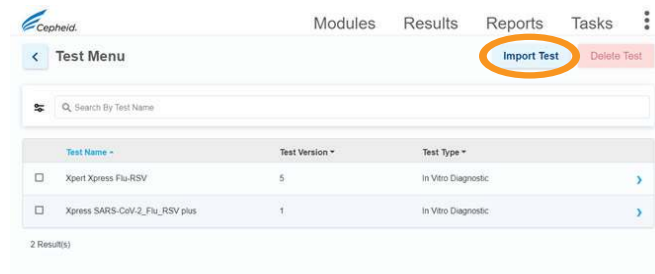 Cepheid. Modules Results Reports Tasks
Test Menu Import Test Delete Test
Search By Test Name
Test Name Test Version Test Type
Xpert Xpress Flu-RSV 5 In Vitro Diagnostic
Xpress SARS-CoV-2_Flu_RSV plus 1 In Vitro Diagnostic
2 Result(s)